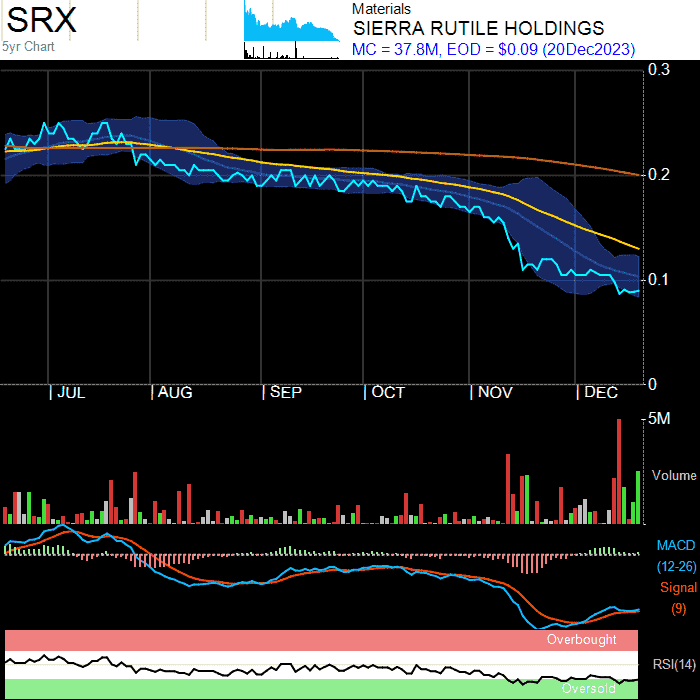 SRX
5yr Chart
Materials
SIERRA RUTILE HOLDINGS
MC = 37.8M, EOD = $0.09 (20Dec2023)
0.3
0.2
0.1
0
| JUL | AUG | SEP | OCT | NOV | DEC
5M
Volume
MACD
(12-26)
Signal
(9)
Overbought
RSI(14)
Oversold